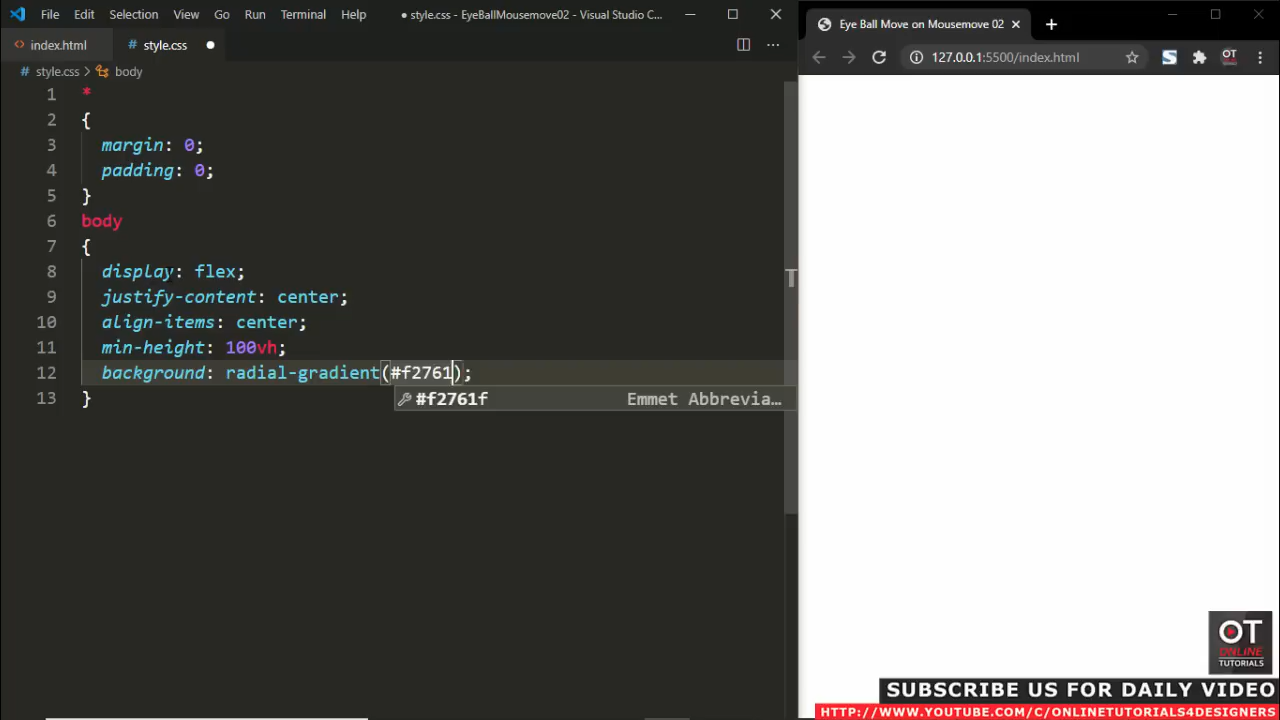 File Edit Selection View Go Run Terminal Help ● style.css - EyeBallMousemove02 - Visual Studio C...
index.html style.css
style.css body
1 *
2 {
3 margin: 0;
4 padding: 0;
5 }
6 body
7 {
8 display: flex;
9 justify-content: center;
10 align-items: center;
11 min-height: 100vh;
12 background: radial-gradient(#f2761);
#f2761f Emmet Abbrevia...
13 }
T
Eye Ball Move on Mousemove 02
127.0.0.1:5500/index.html
OT
ONLINE
TUTORIALS
SUBSCRIBE US FOR DAILY VIDEO
HTTP://WWW.YOUTUBE.COM/C/ONLINETUTORIALS4DESIGNERS